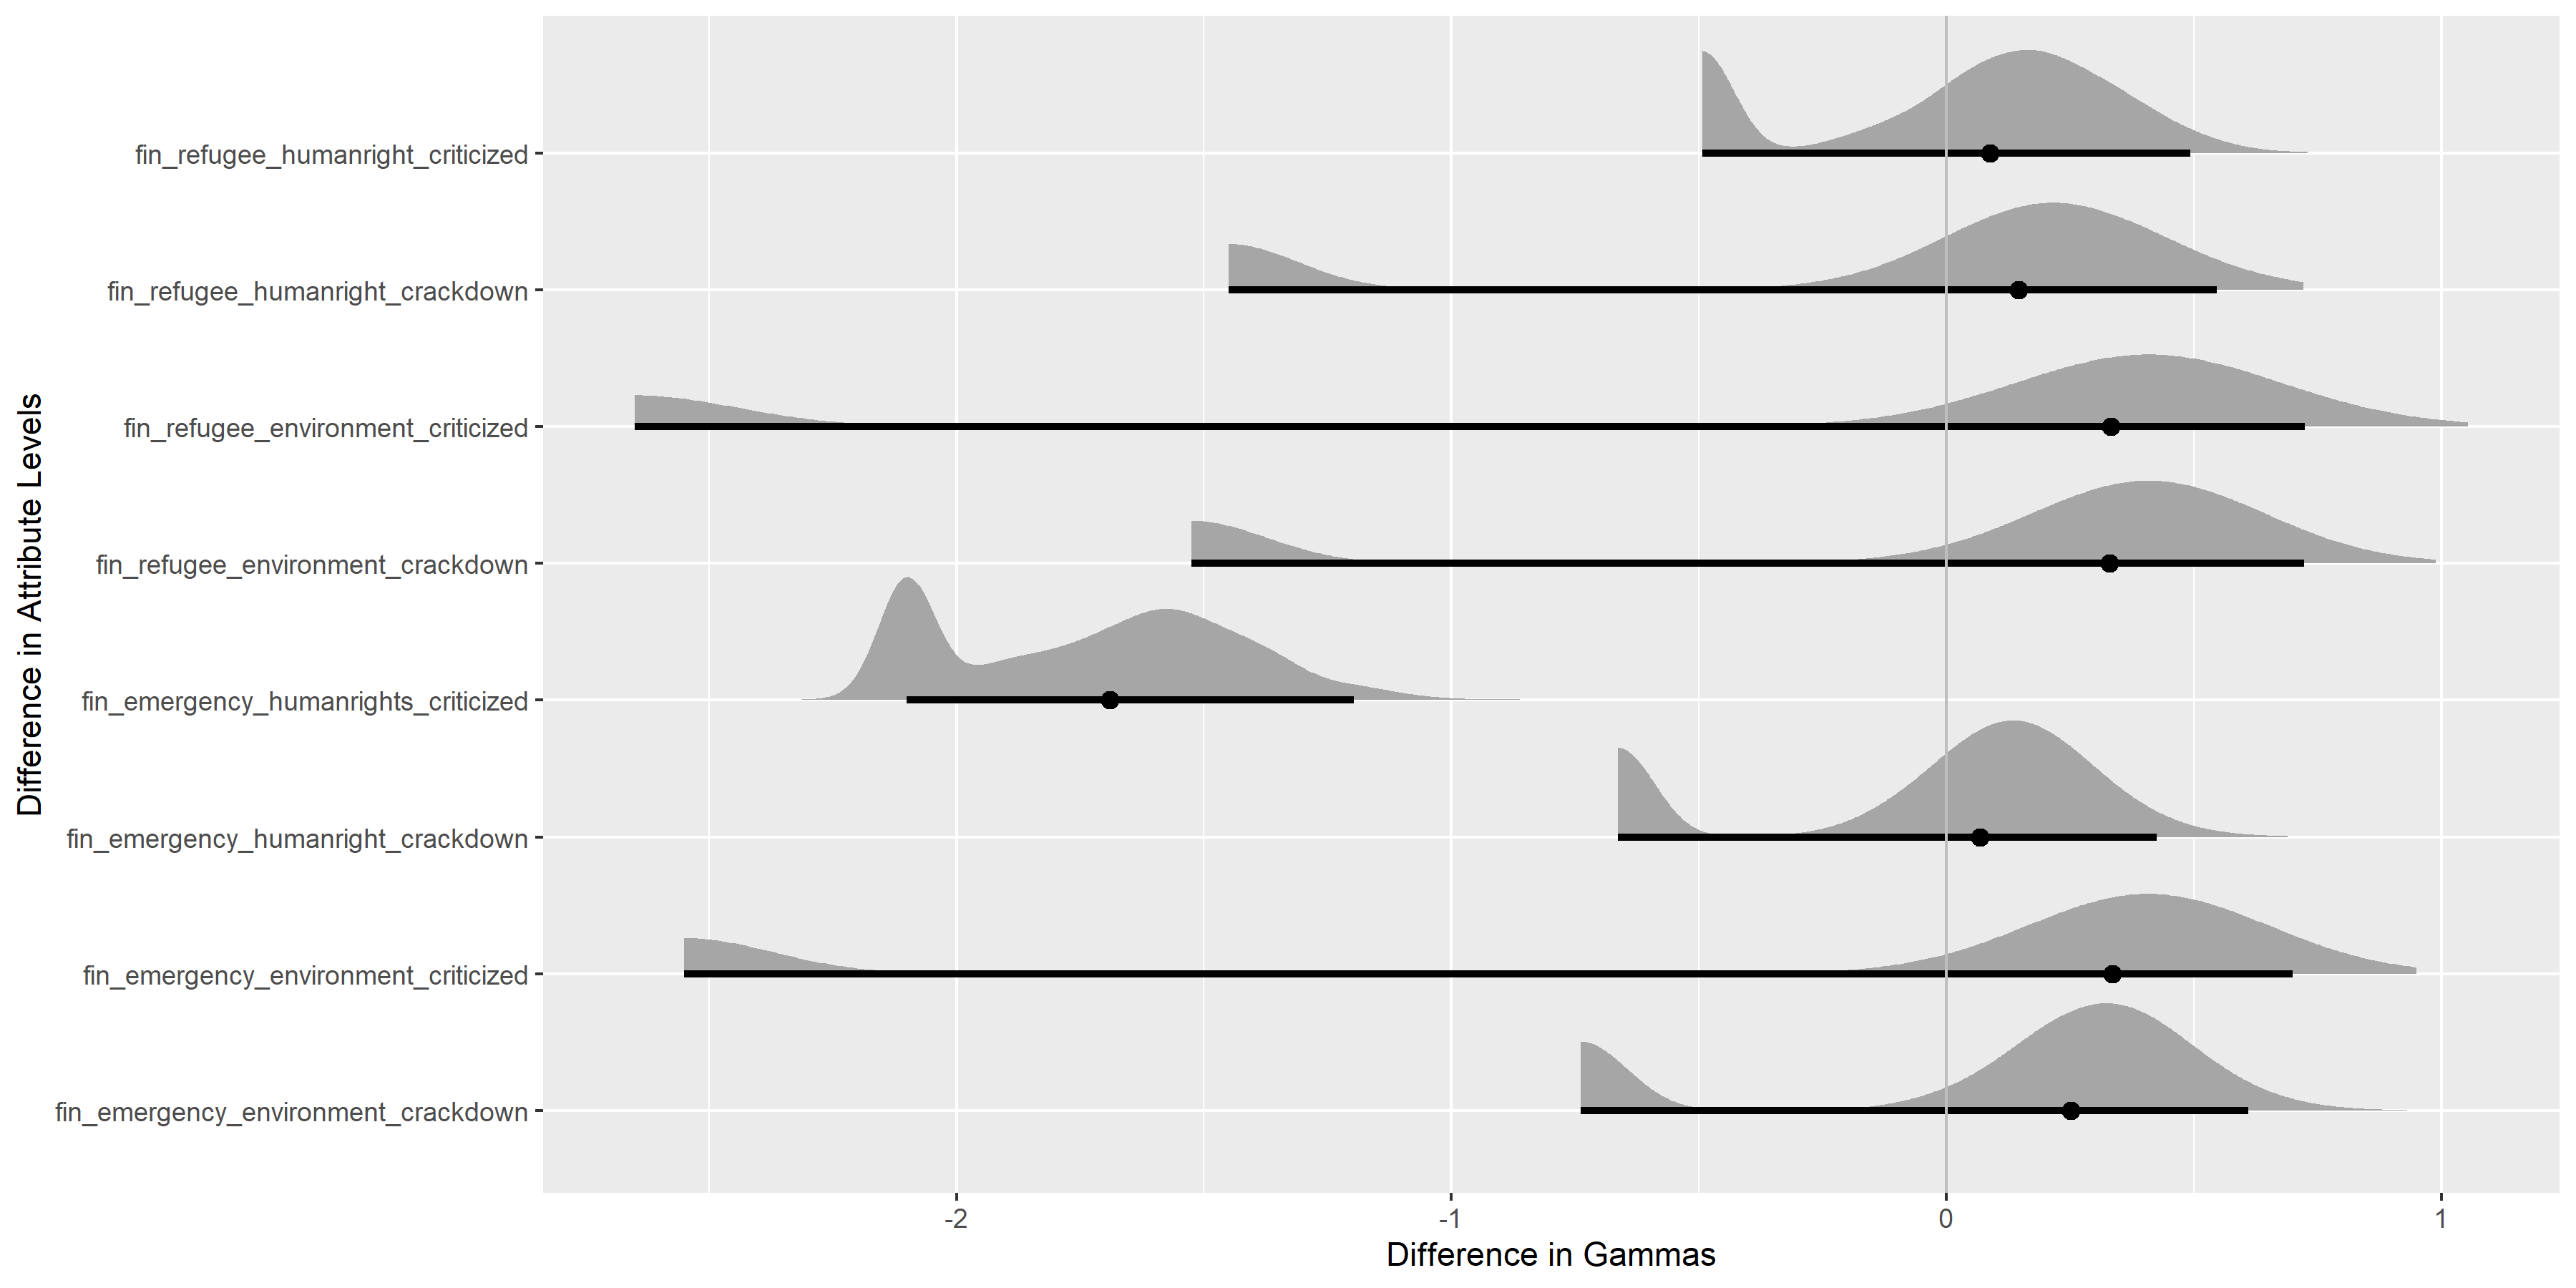 fin_refugee_humanright_criticized
fin_refugee_humanright_crackdown
fin_refugee_environment_criticized
fin_refugee_environment_crackdown
fin_emergency_humanrights_criticized
fin_emergency_humanright_crackdown
fin_emergency_environment_criticized
fin_emergency_environment_crackdown
Difference in Attribute Levels
-2 -1 0 1
Difference in Gammas